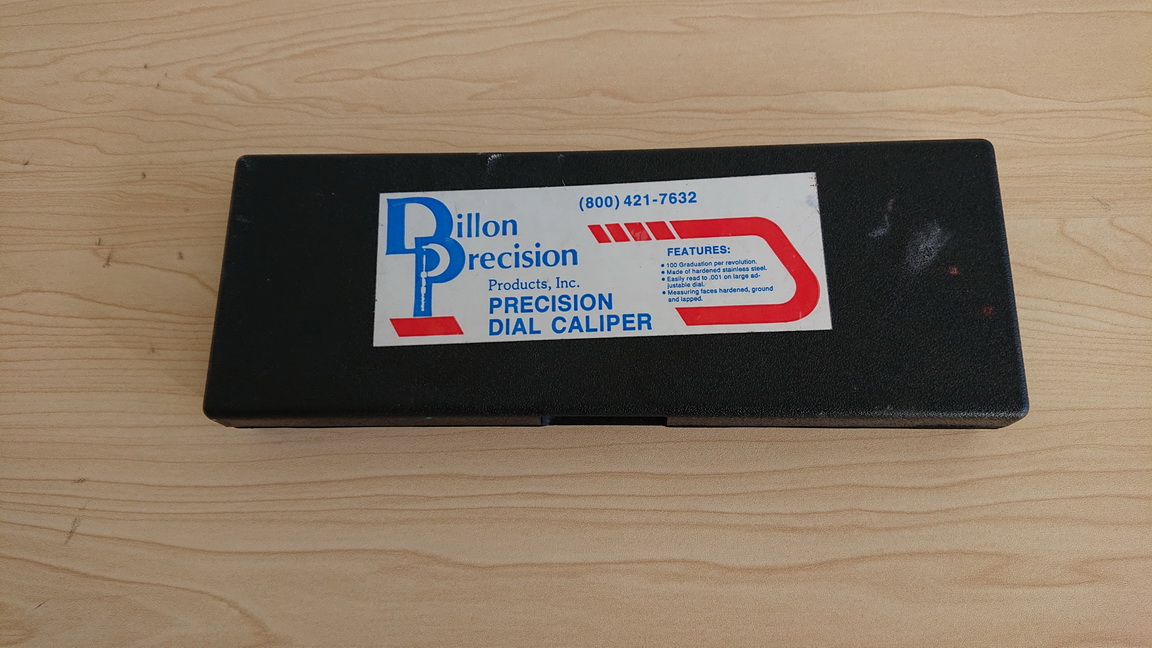 (800) 421-7632
Dillon
Precision
Products, Inc.
PRECISION
DIAL CALIPER
FEATURES:
● 100 Graduation per revolution.
● Made of hardened stainless steel.
● Easily read to .001 on large ad-
justable dial.
● Measuring faces hardened, ground
and lapped.